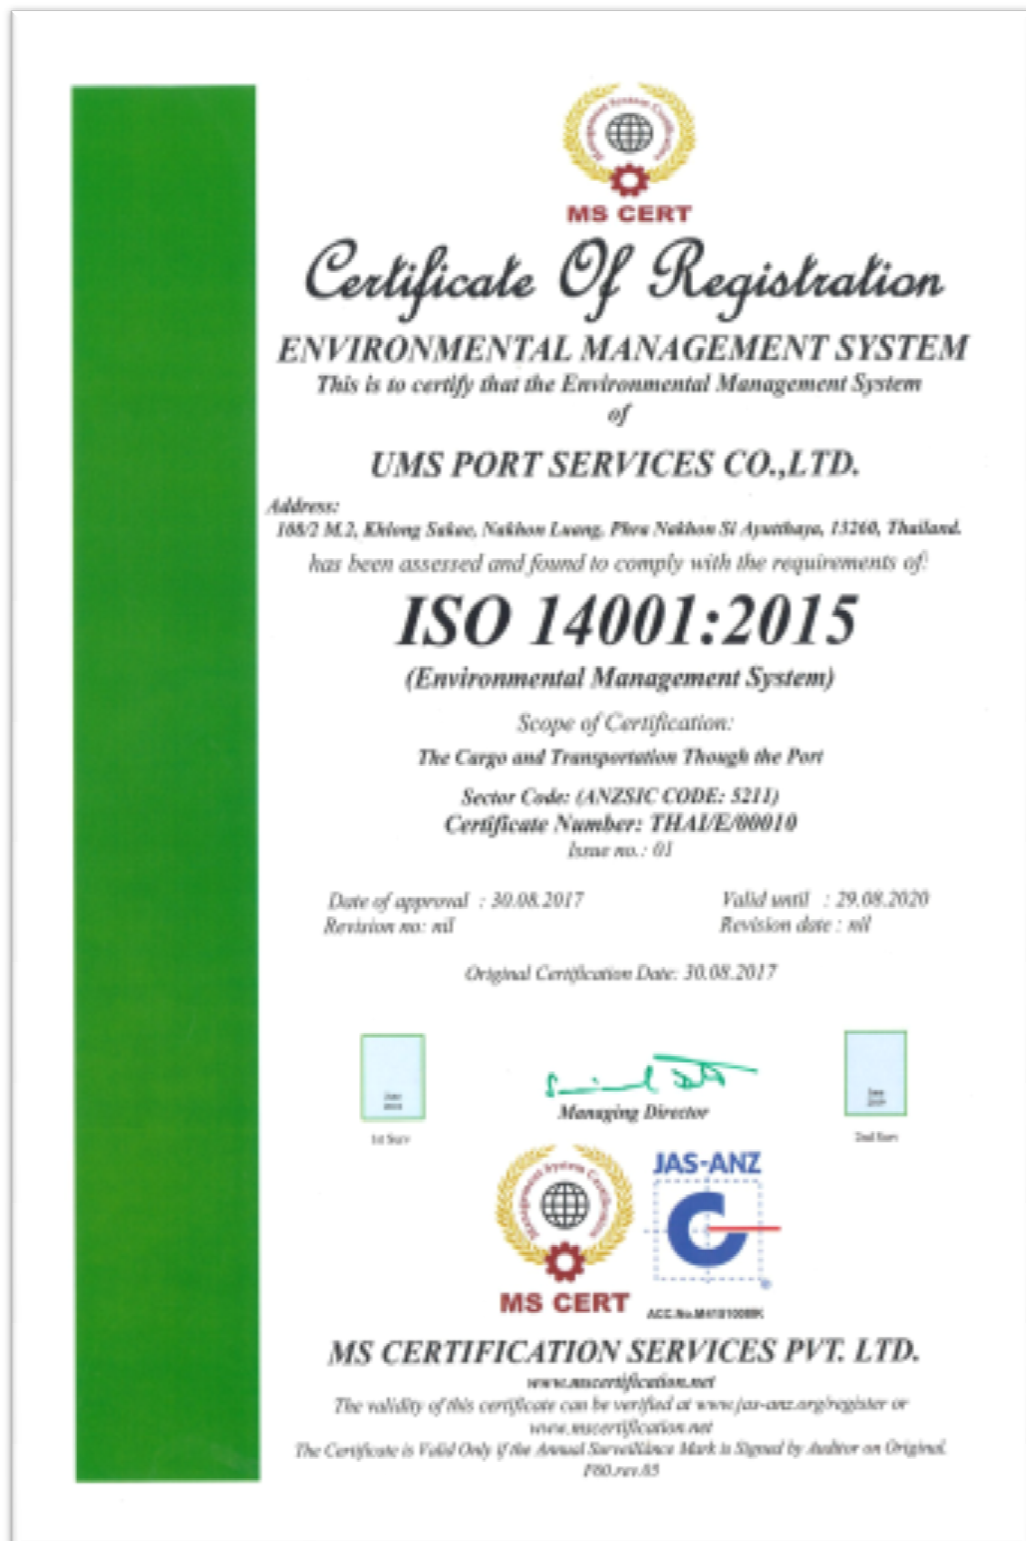 Management System Certification
MS CERT
Certificate Of Registration
ENVIRONMENTAL MANAGEMENT SYSTEM
This is to certify that the Environmental Management System
of
UMS PORT SERVICES CO.,LTD.
Address:
108/2 M.2, Khlong Sakae, Nakhon Luang, Phra Nakhon Si Ayutthaya, 13260, Thailand.
has been assessed and found to comply with the requirements of:
ISO 14001:2015
(Environmental Management System)
Scope of Certification:
The Cargo and Transportation Though the Port
Sector Code: (ANZSIC CODE: 5211)
Certificate Number: THAI/E/00010
Issue no.: 01
Date of approval : 30.08.2017 Valid until : 29.08.2020
Revision no: nil Revision date : nil
Original Certification Date: 30.08.2017
Managing Director
1st Surv 2nd Surv
Management System Certification
MS CERT
JAS-ANZ
ACC.No.
MS CERTIFICATION SERVICES PVT. LTD.
www.mscertification.net
The validity of this certificate can be verified at www.jas-anz.org/register or
www.mscertification.net
The Certificate is Valid Only if the Annual Surveillance Mark is Signed by Auditor on Original.
F60.rev.05